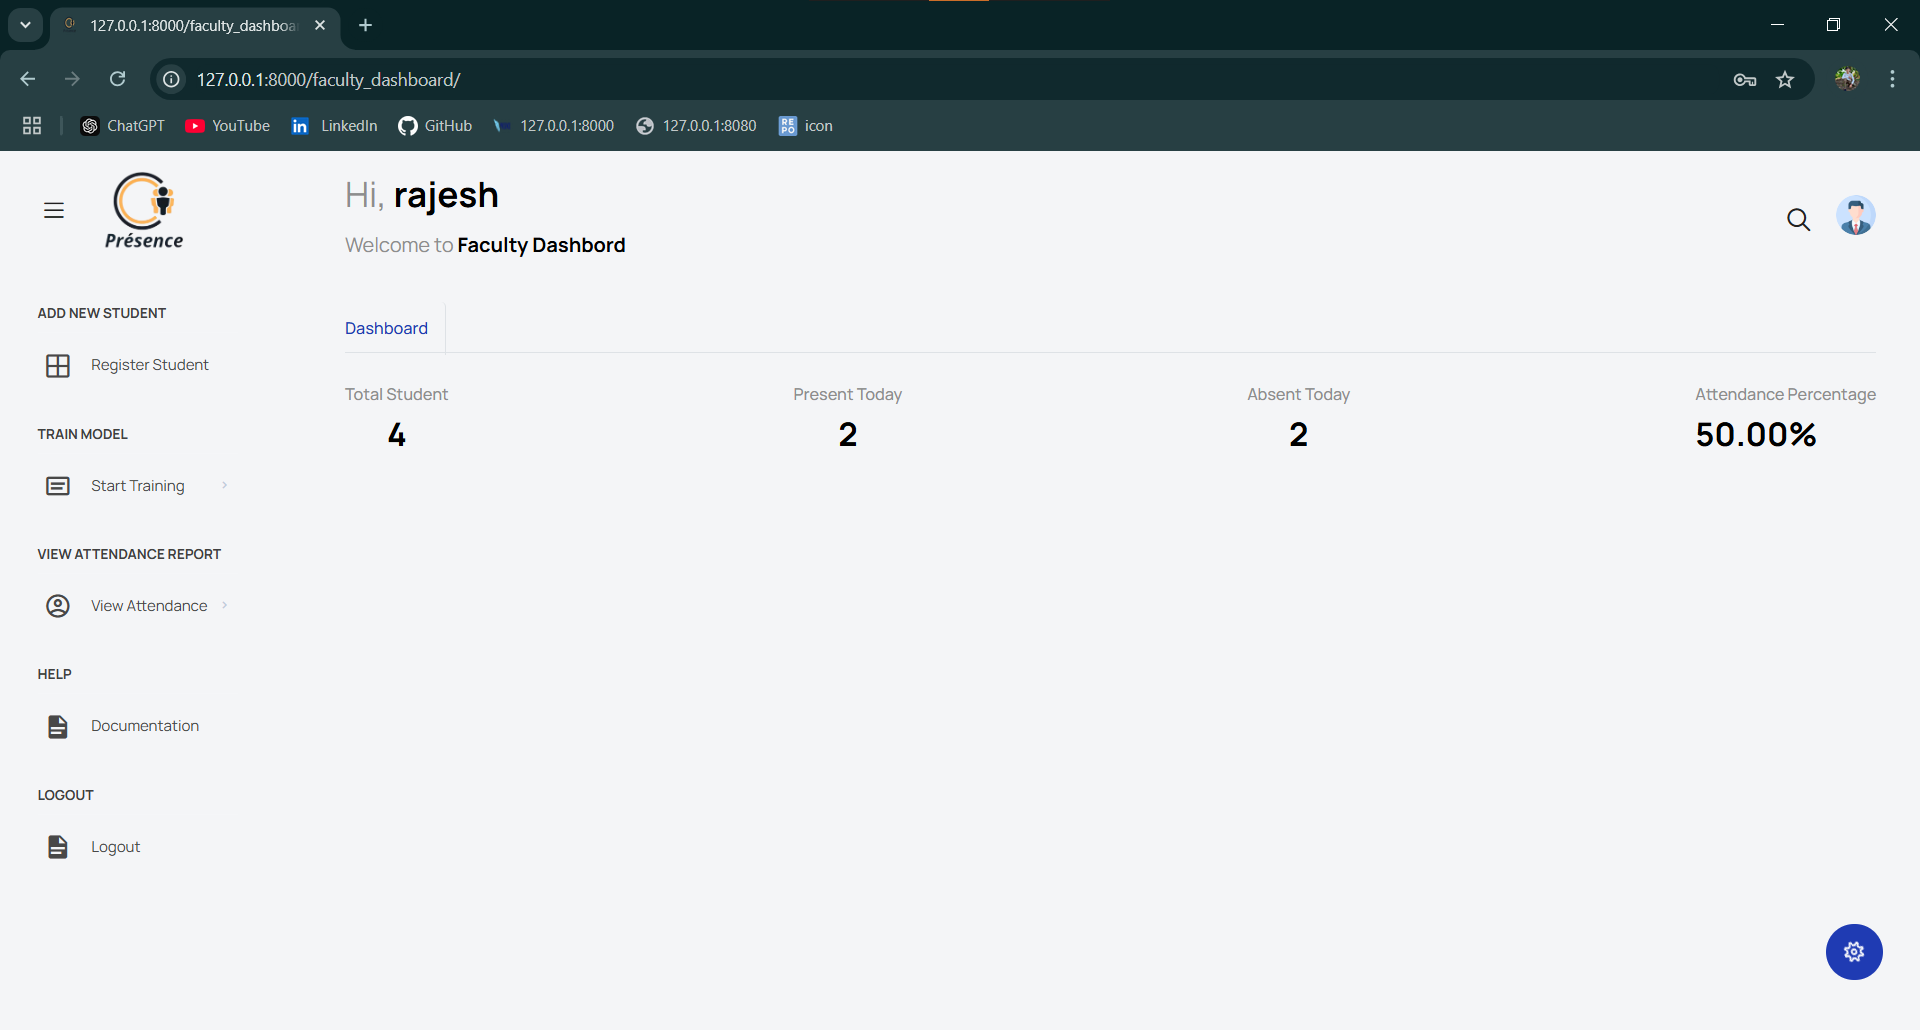 127.0.0.1:8000/faculty_dashboa
127.0.0.1:8000/faculty_dashboard/
ChatGPT YouTube LinkedIn GitHub 127.0.0.1:8000 127.0.0.1:8080 REPO icon
Présence
Hi, rajesh
Welcome to Faculty Dashbord
ADD NEW STUDENT
Register Student
TRAIN MODEL
Start Training
VIEW ATTENDANCE REPORT
View Attendance
HELP
Documentation
LOGOUT
Logout
Dashboard
Total Student Present Today Absent Today Attendance Percentage
4 2 2 50.00%